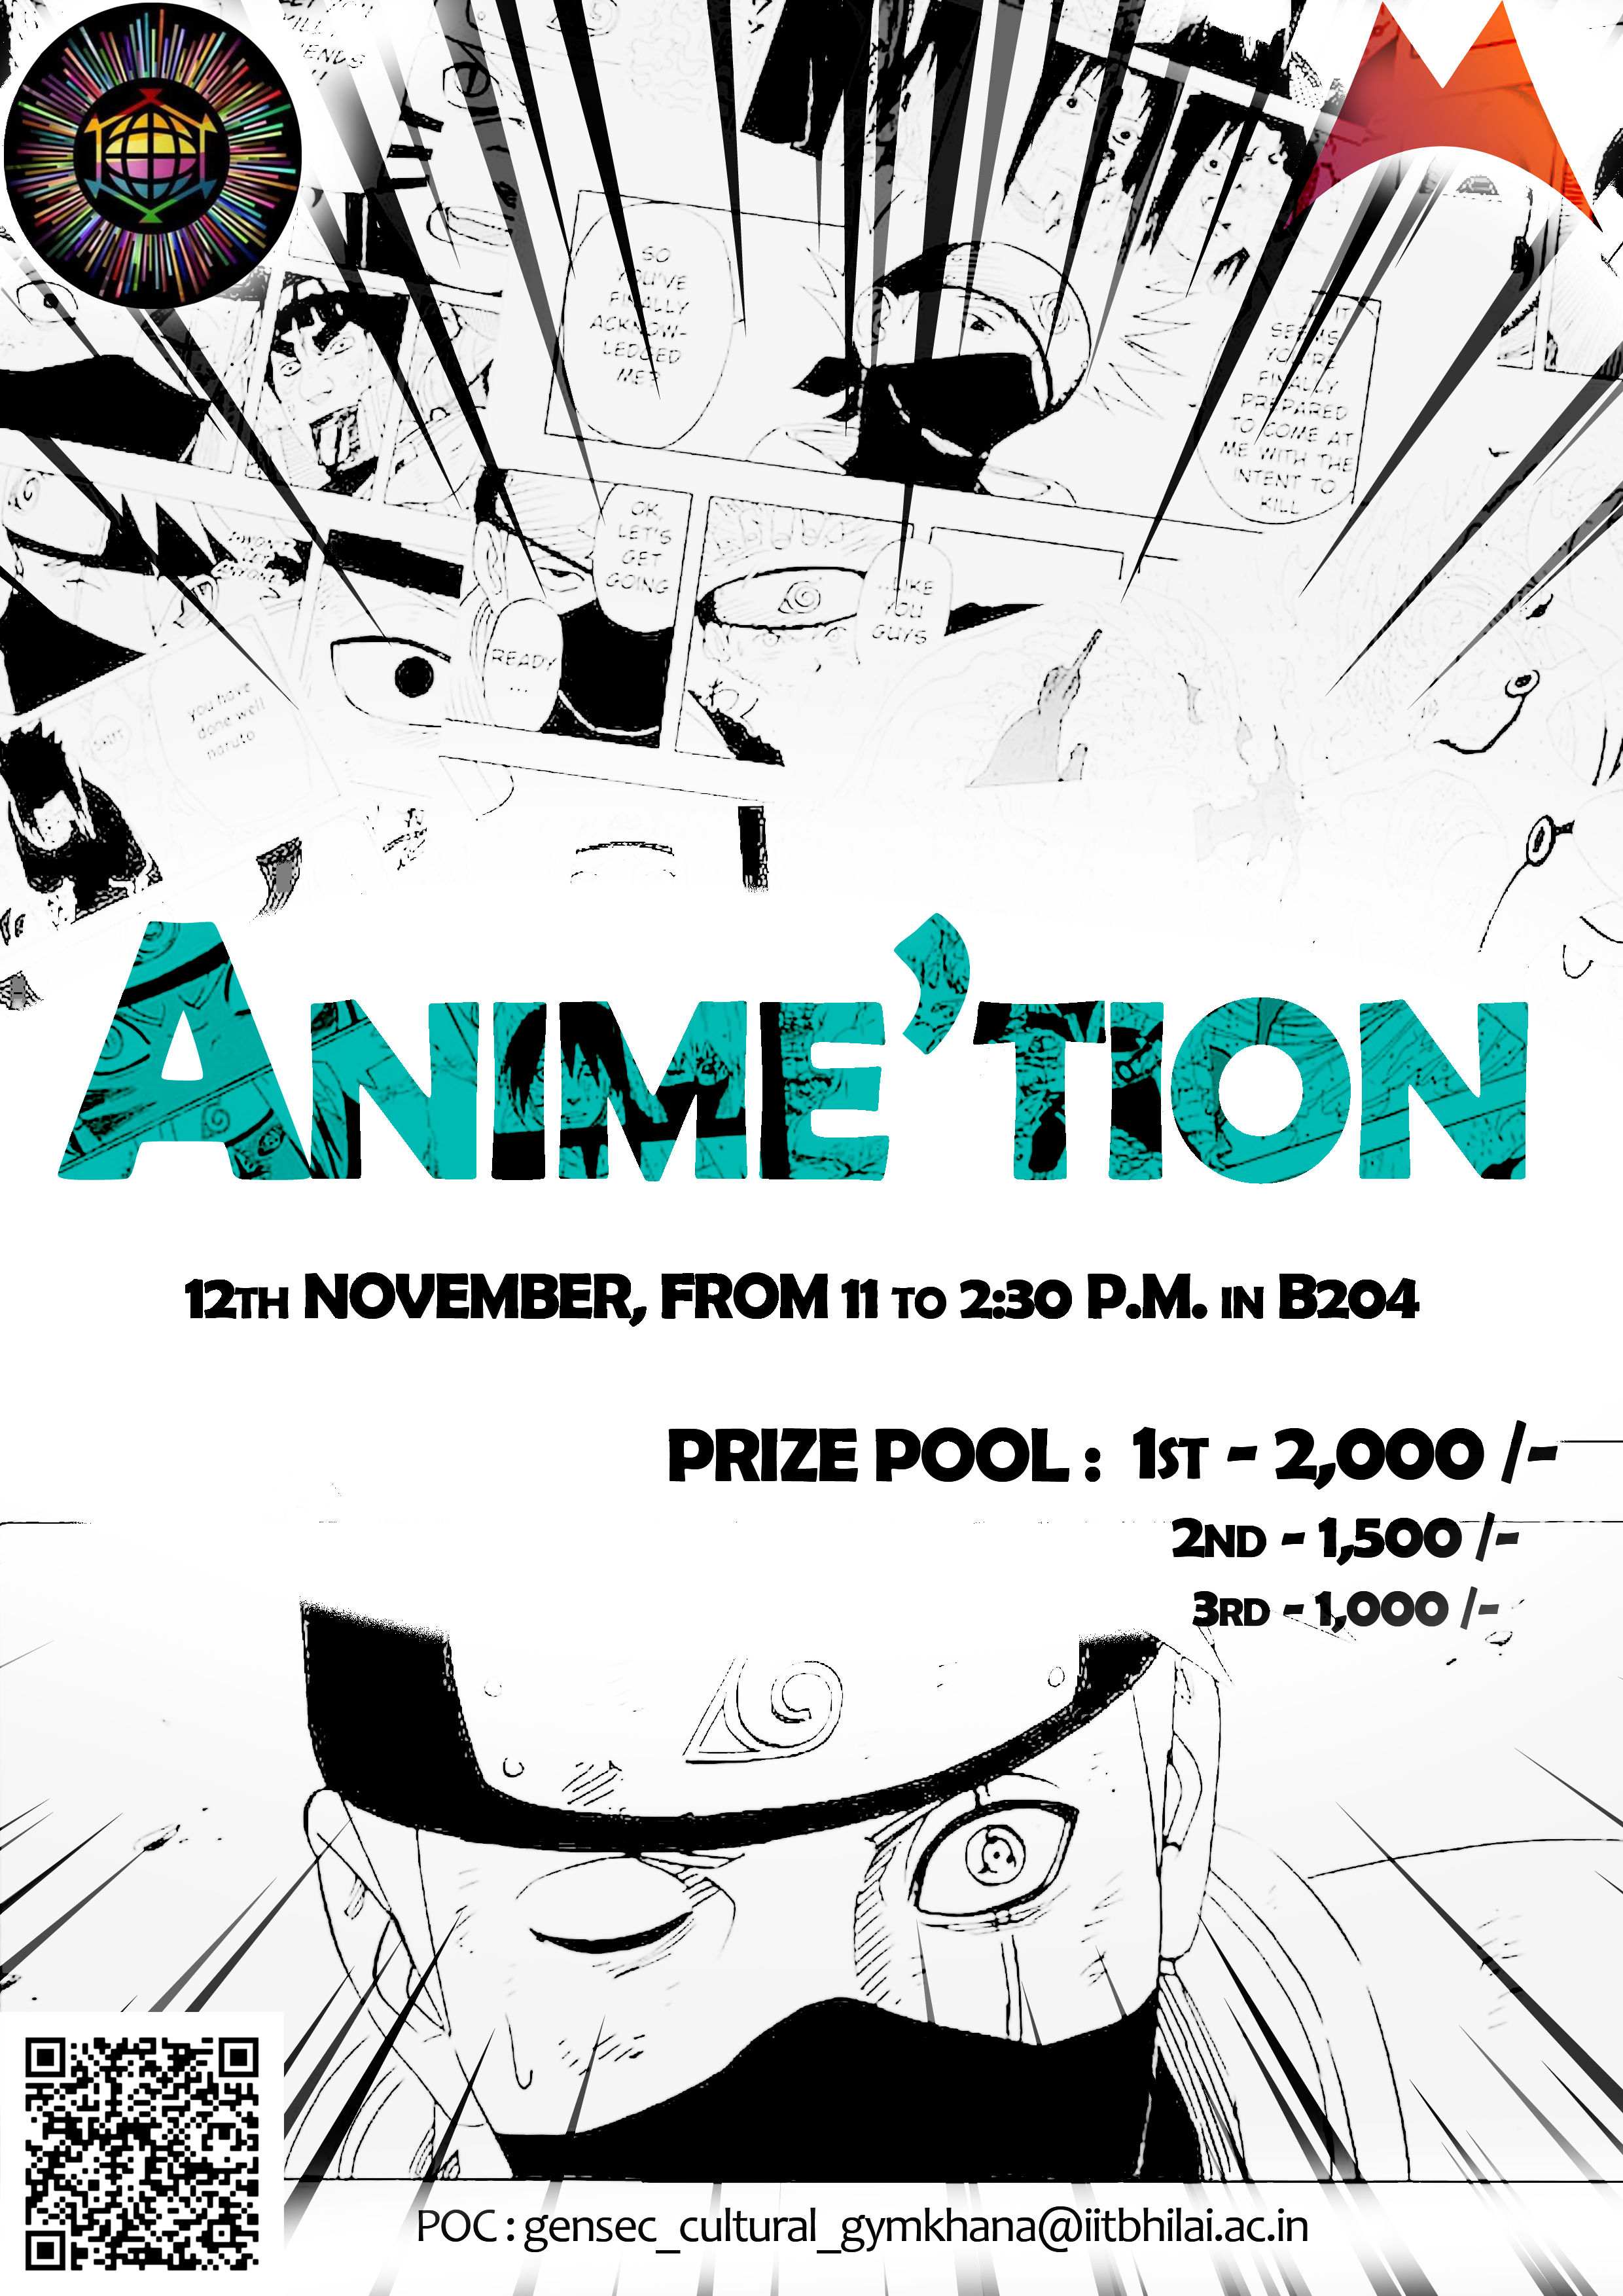 SO
YOU'VE
FINALLY
ACKNOW-
LEDGED
ME?
IT
SEEMS
YOU'RE
FINALLY
PREPARED
TO COME AT
ME WITH THE
INTENT TO
KILL
OK,
LET'S
GET
GOING
READY
...
..LIKE
YOU
GUYS
you have
done well
naruto
ANIME'TION
12TH NOVEMBER, FROM 11 TO 2:30 P.M. IN B204
PRIZE POOL : 1ST - 2,000 /-
2ND - 1,500 /-
3RD - 1,000 /-
POC : gensec_cultural_gymkhana@iitbhilai.ac.in